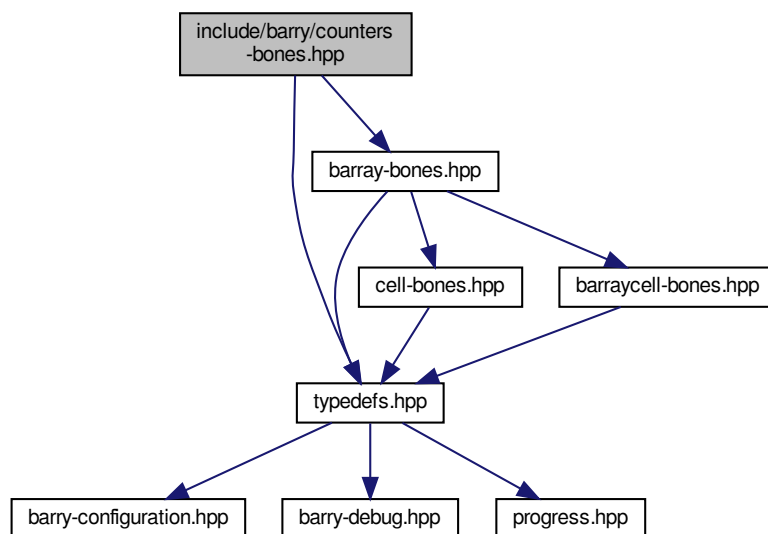 include/barry/counters
-bones.hpp
barray-bones.hpp
cell-bones.hpp
barraycell-bones.hpp
typedefs.hpp
barry-configuration.hpp
barry-debug.hpp
progress.hpp